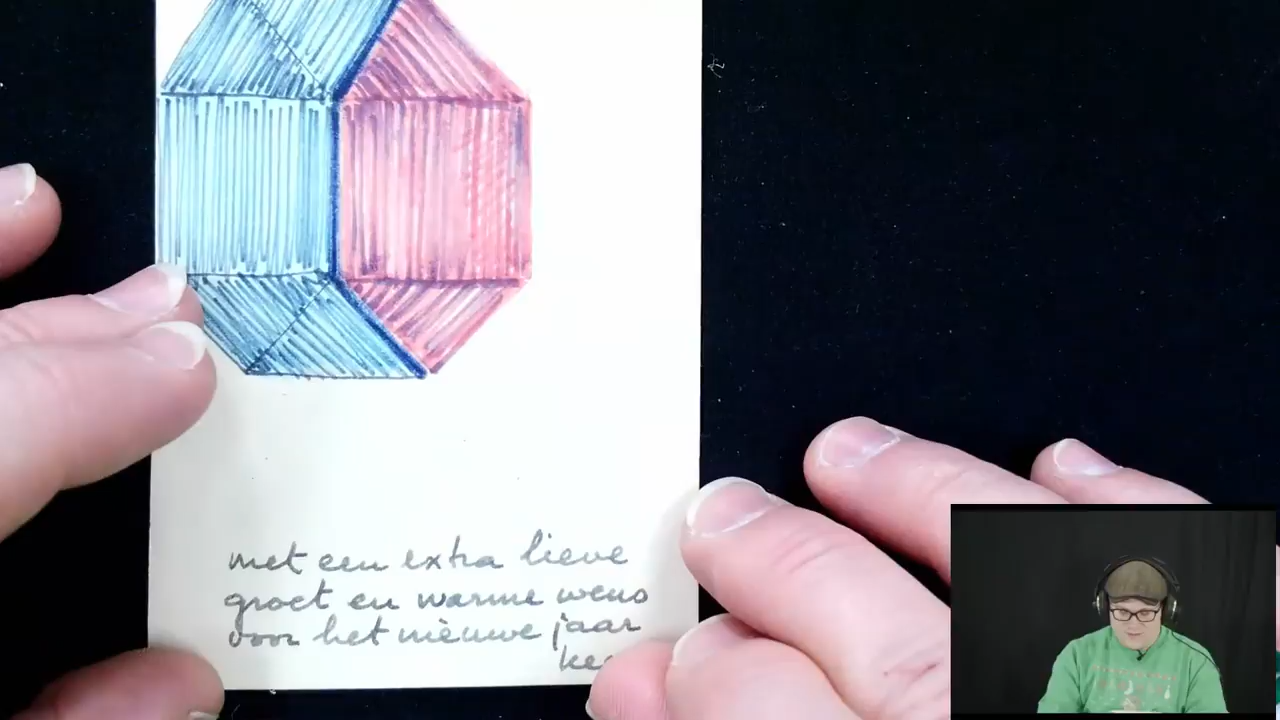 met een extra lieve
groet en warme wens
voor het nieuwe jaar